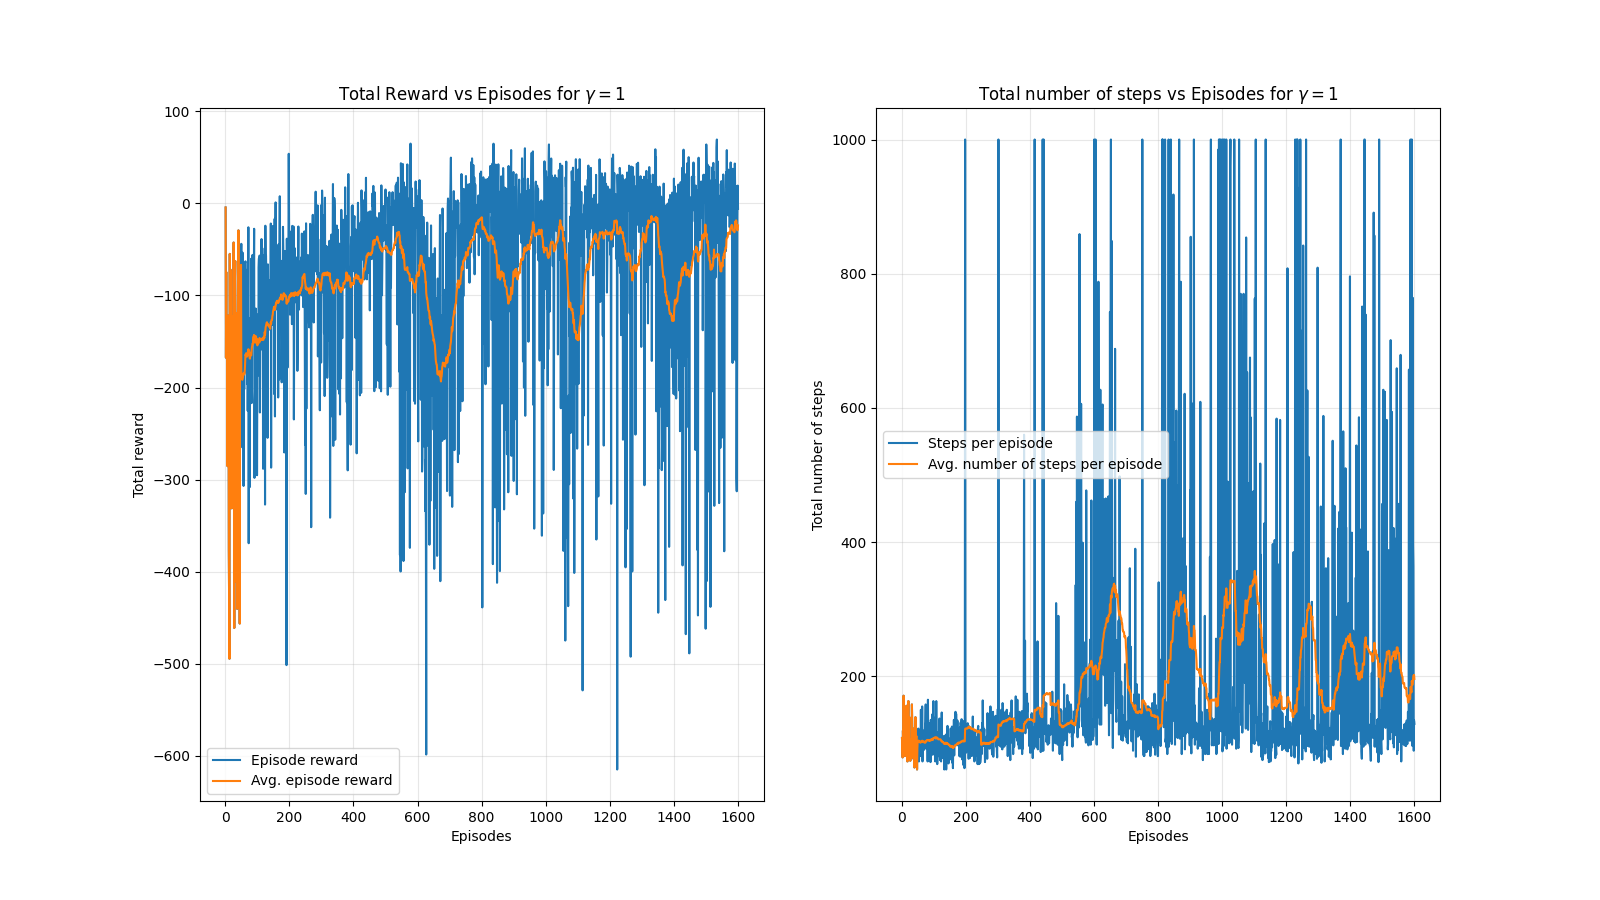 Total Reward vs Episodes for γ = 1
100
0
−100
−200
−300
−400
−500
−600
Total reward
Episode reward
Avg. episode reward
0 200 400 600 800 1000 1200 1400 1600
Episodes
Total number of steps vs Episodes for γ = 1
1000
800
600
400
200
Total number of steps
Steps per episode
Avg. number of steps per episode
0 200 400 600 800 1000 1200 1400 1600
Episodes